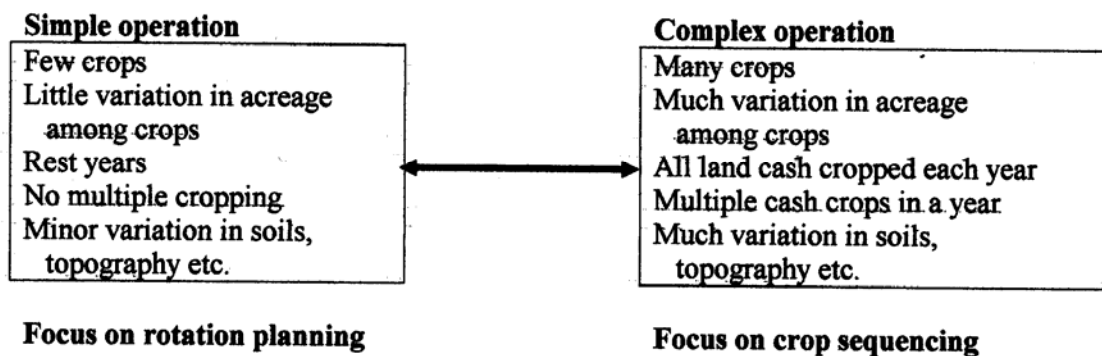 Simple operation
Few crops
Little variation in acreage
among crops
Rest years
No multiple cropping
Minor variation in soils,
topography etc.
Focus on rotation planning
Complex operation
Many crops
Much variation in acreage
among crops
All land cash cropped each year
Multiple cash crops in a year
Much variation in soils,
topography etc.
Focus on crop sequencing